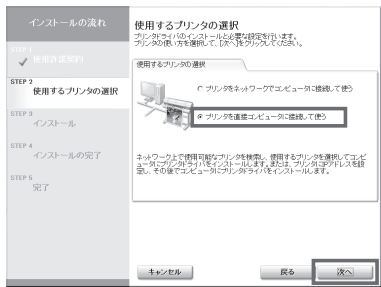 インストールの流れ
STEP 1
使用許諾契約
STEP 2
使用するプリンタの選択
STEP 3
インストール
STEP 4
インストールの完了
STEP 5
完了
使用するプリンタの選択
プリンタドライバのインストールと必要な設定を行います。
プリンタの使い方を選択して、[次へ]をクリックしてください。
使用するプリンタの選択
プリンタをネットワークでコンピュータに接続して使う
プリンタを直接コンピュータに接続して使う
ネットワーク上で使用可能なプリンタを検索し、使用するプリンタを選択してコンピ
ュータにプリンタドライバをインストールします。または、プリンタにIPアドレスを設
定し、その後でコンピュータにプリンタドライバをインストールします。
キャンセル
戻る
次へ